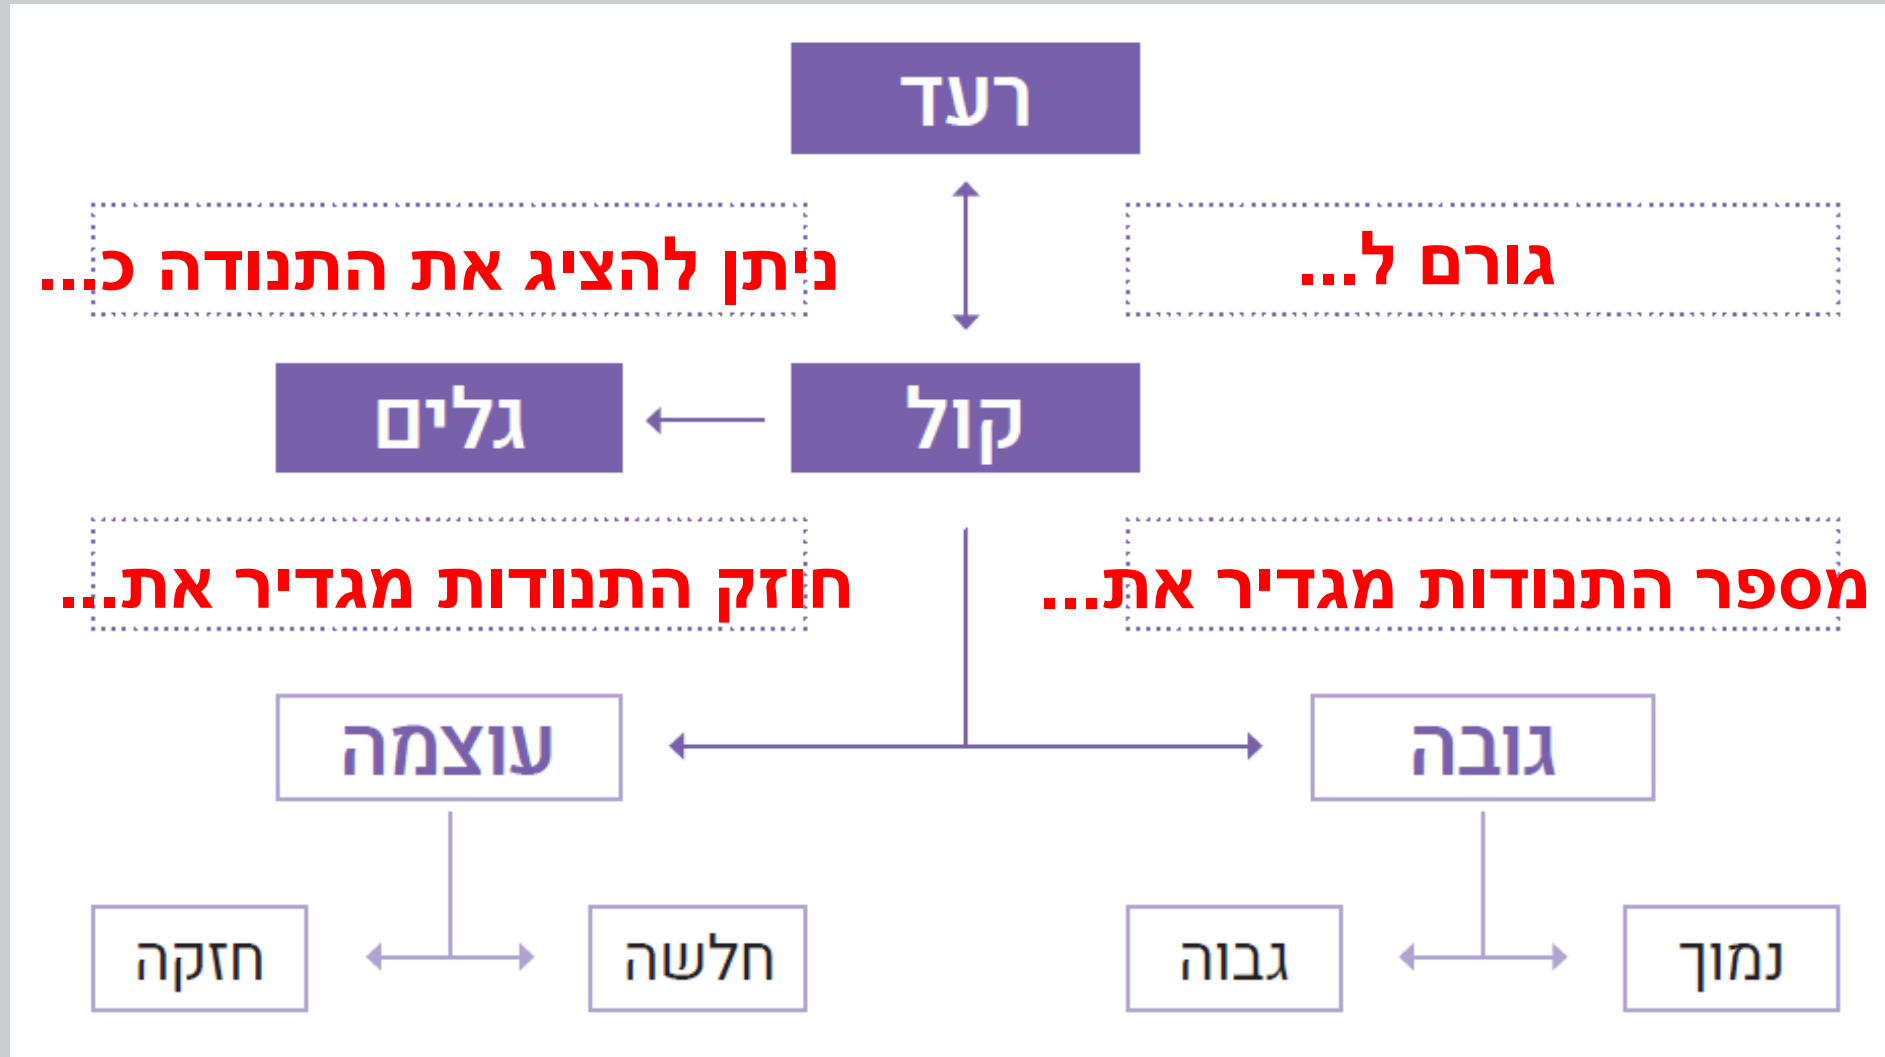 רעד
גורם ל...
ניתן להציג את התנודה כ...
קול
גלים
מספר התנודות מגדיר את...
חוזק התנודות מגדיר את...
גובה
עוצמה
נמוך
גבוה
חלשה
חזקה